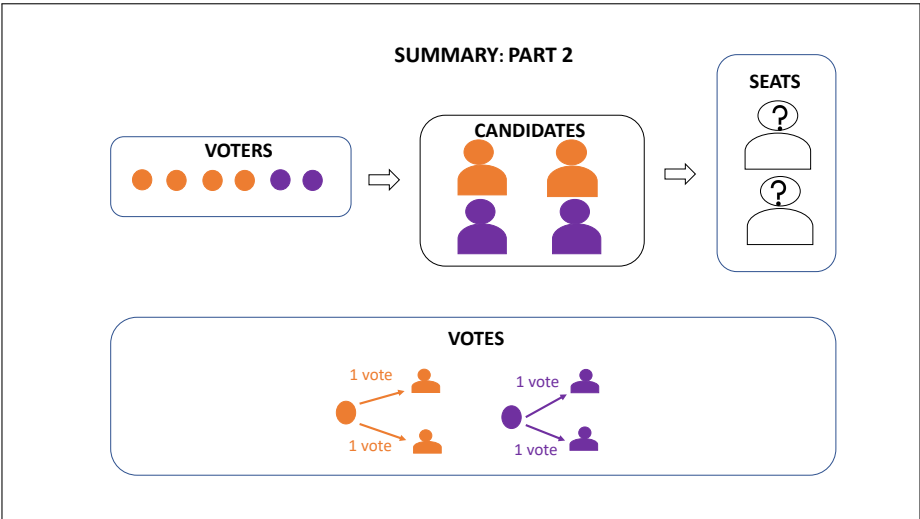 SUMMARY: PART 2
SEATS
?
?
VOTERS
CANDIDATES
VOTES
1 vote
1 vote
1 vote
1 vote